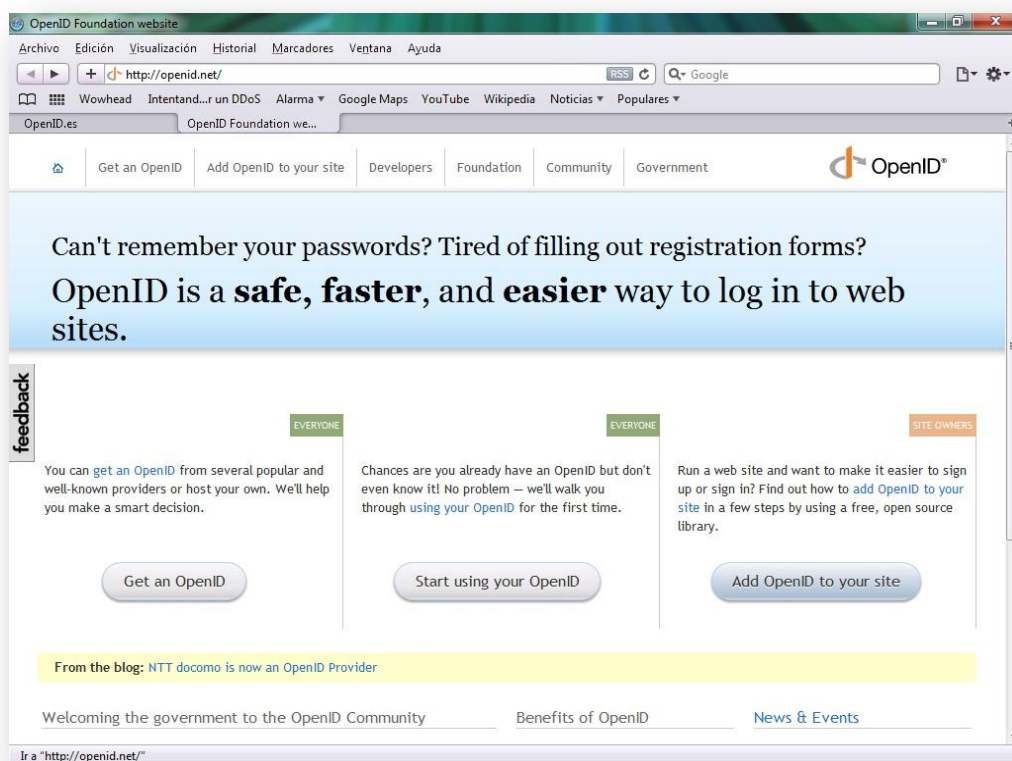 OpenID Foundation website
Archivo Edición Visualización Historial Marcadores Ventana Ayuda
http://openid.net/ RSS Google
Wowhead Intentand...r un DDoS Alarma Google Maps YouTube Wikipedia Noticias Populares
OpenID.es OpenID Foundation we...
Get an OpenID Add OpenID to your site Developers Foundation Community Government OpenID®
Can't remember your passwords? Tired of filling out registration forms?
OpenID is a safe, faster, and easier way to log in to web
sites.
feedback
EVERYONE
You can get an OpenID from several popular and
well-known providers or host your own. We'll help
you make a smart decision.
Get an OpenID
EVERYONE
Chances are you already have an OpenID but don't
even know it! No problem — we'll walk you
through using your OpenID for the first time.
Start using your OpenID
SITE OWNERS
Run a web site and want to make it easier to sign
up or sign in? Find out how to add OpenID to your
site in a few steps by using a free, open source
library.
Add OpenID to your site
From the blog: NTT docomo is now an OpenID Provider
Welcoming the government to the OpenID Community
Benefits of OpenID
News & Events
Ir a "http://openid.net/"